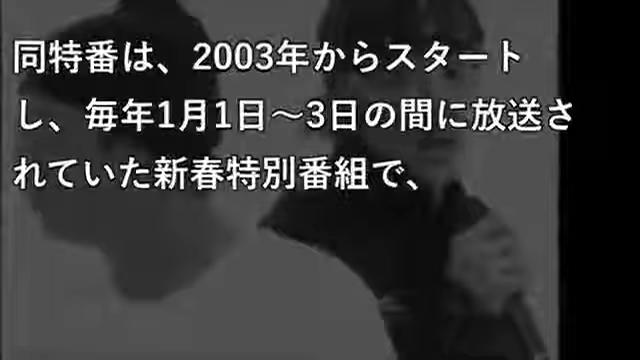 同特番は、2003年からスタート
し、毎年1月1日～3日の間に放送さ
れていた新春特別番組で、